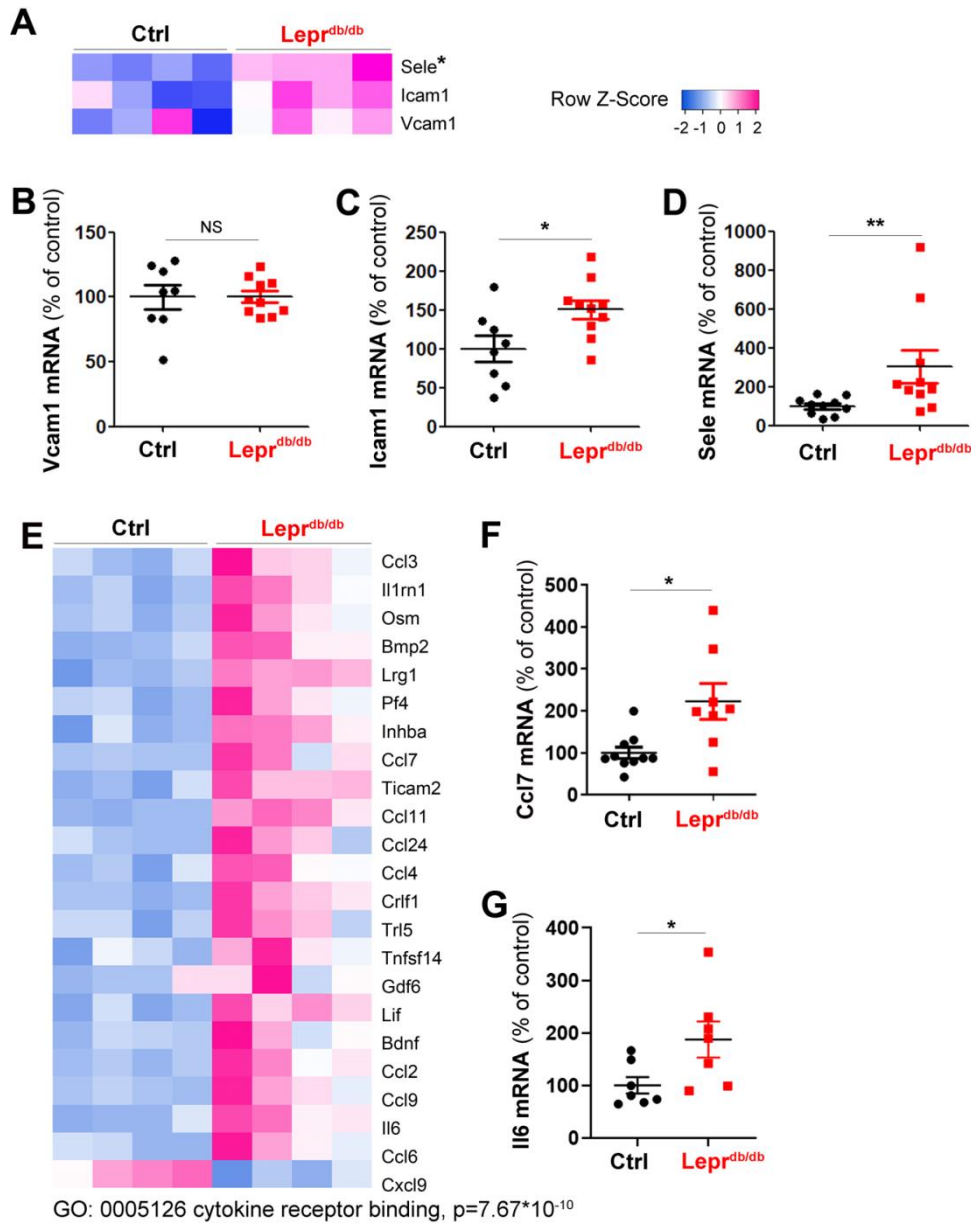 A
Ctrl
Lepr^db/db
Sele*
Icam1
Vcam1
Row Z-Score
-2 -1 0 1 2
B
Vcam1 mRNA (% of control)
150
100
50
0
NS
Ctrl
Lepr^db/db
C
Icam1 mRNA (% of control)
250
200
150
100
50
0
*
Ctrl
Lepr^db/db
D
Sele mRNA (% of control)
1000
800
600
400
200
0
**
Ctrl
Lepr^db/db
E
Ctrl
Lepr^db/db
Ccl3
Il1rn1
Osm
Bmp2
Lrg1
Pf4
Inhba
Ccl7
Ticam2
Ccl11
Ccl24
Ccl4
Crlf1
Trl5
Tnfsf14
Gdf6
Lif
Bdnf
Ccl2
Ccl9
Il6
Ccl6
Cxcl9
GO: 0005126 cytokine receptor binding, p=7.67*10^-10
F
Ccl7 mRNA (% of control)
500
400
300
200
100
0
*
Ctrl
Lepr^db/db
G
Il6 mRNA (% of control)
400
300
200
100
0
*
Ctrl
Lepr^db/db